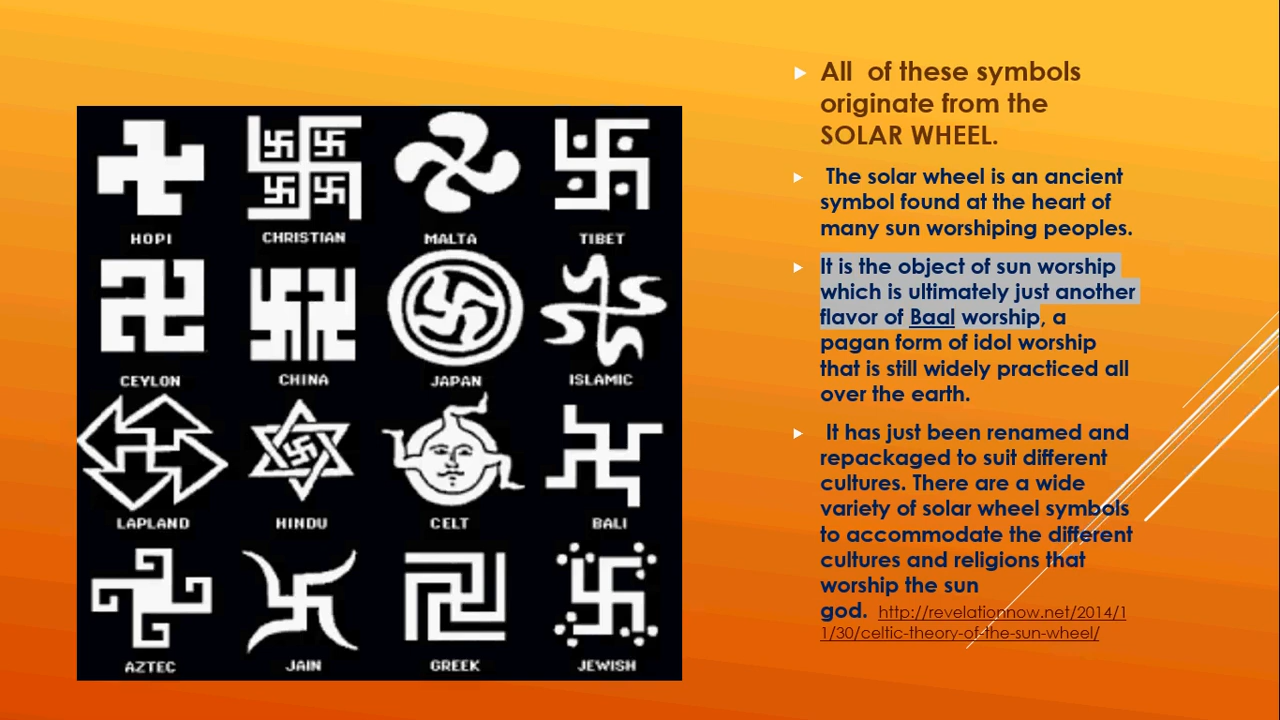 HOPI
CHRISTIAN
MALTA
TIBET
CEYLON
CHINA
JAPAN
ISLAMIC
LAPLAND
HINDU
CELT
BALI
AZTEC
JAIN
GREEK
JEWISH
All of these symbols
originate from the
SOLAR WHEEL.
The solar wheel is an ancient
symbol found at the heart of
many sun worshiping peoples.
It is the object of sun worship
which is ultimately just another
flavor of Baal worship, a
pagan form of idol worship
that is still widely practiced all
over the earth.
It has just been renamed and
repackaged to suit different
cultures. There are a wide
variety of solar wheel symbols
to accommodate the different
cultures and religions that
worship the sun
god. http://revelationnow.net/2014/1
1/30/celtic-theory-of-the-sun-wheel/